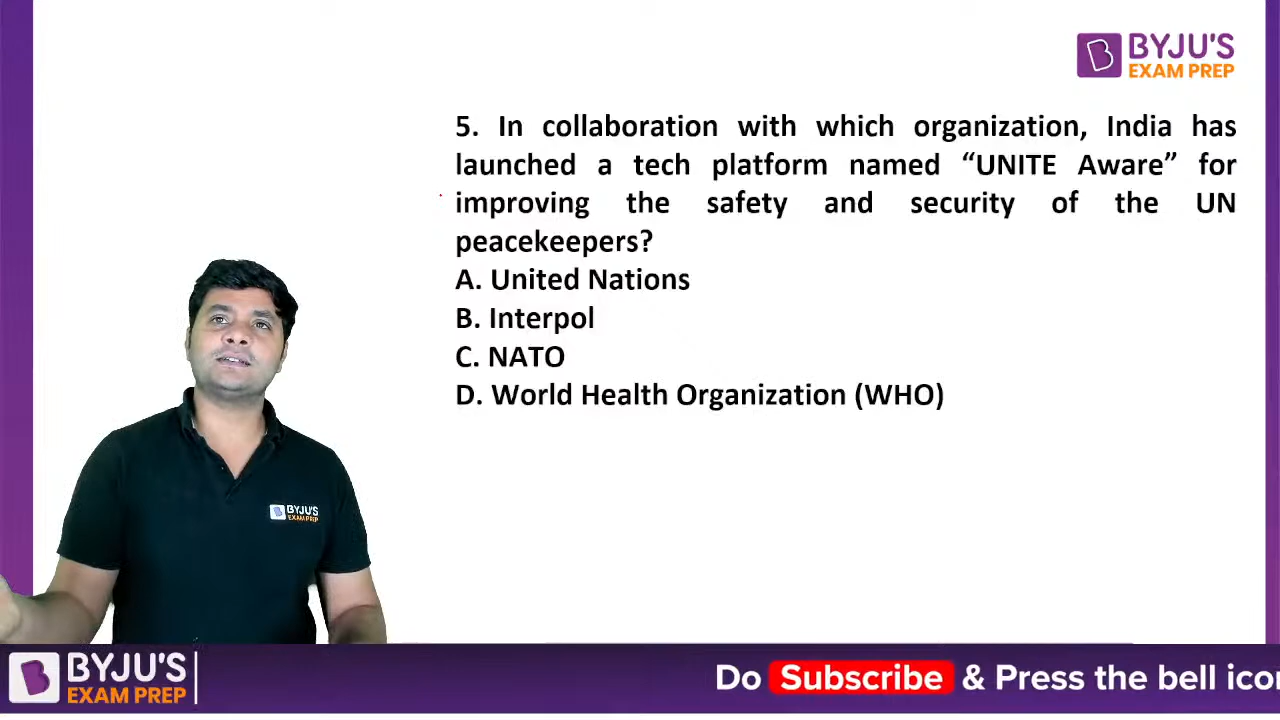 BYJU'S
EXAM PREP
5. In collaboration with which organization, India has
launched a tech platform named “UNITE Aware” for
improving the safety and security of the UN
peacekeepers?
A. United Nations
B. Interpol
C. NATO
D. World Health Organization (WHO)
BYJU'S
EXAM PREP
BYJU'S
EXAM PREP
Do Subscribe & Press the bell icon